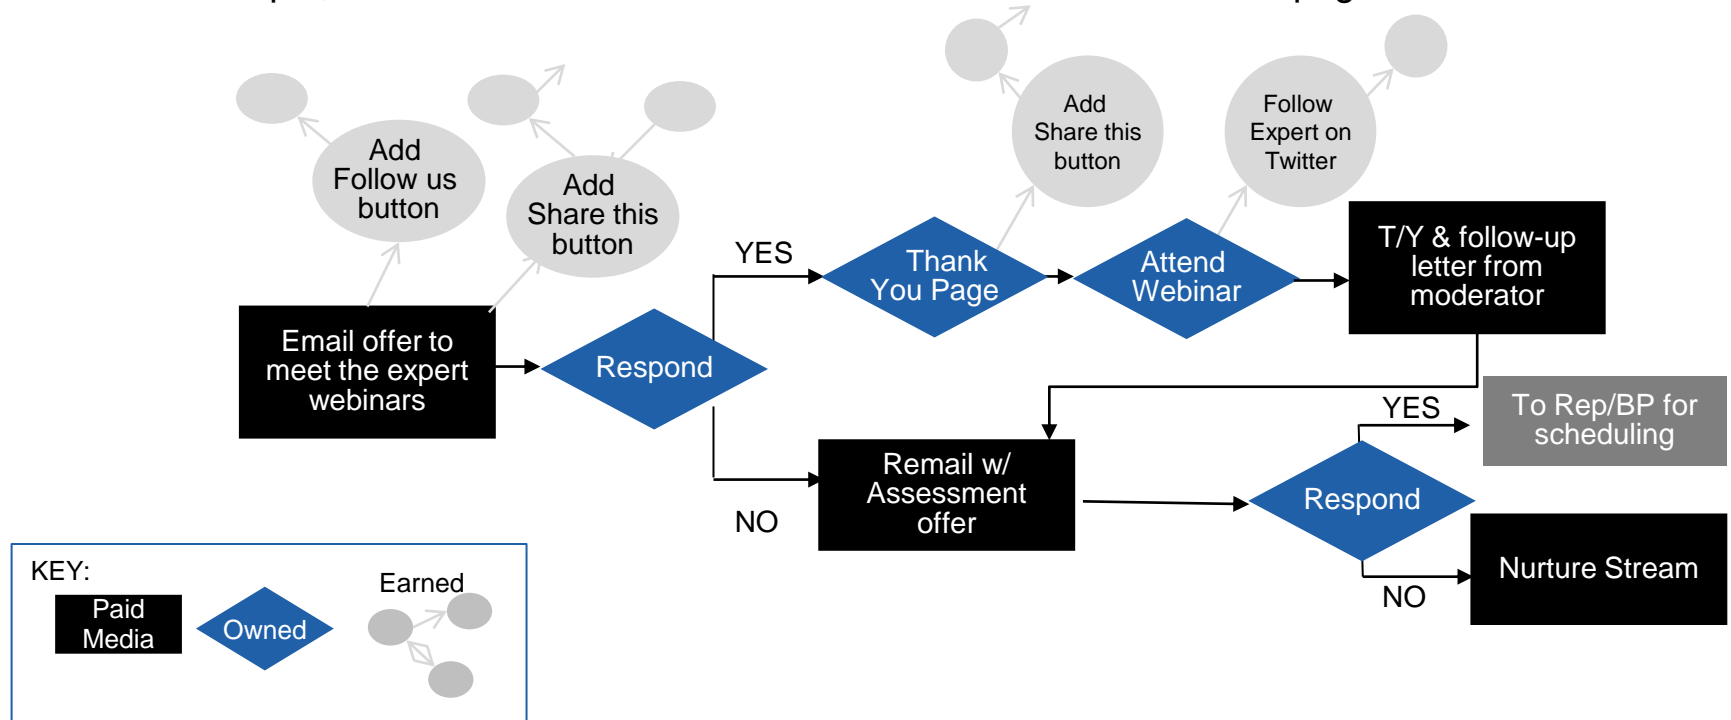 Add
Follow us
button
Add
Share this
button
Add
Share this
button
Follow
Expert on
Twitter
Email offer to
meet the expert
webinars
Respond
YES
Thank
You Page
Attend
Webinar
T/Y & follow-up
letter from
moderator
NO
Remail w/
Assessment
offer
Respond
YES
To Rep/BP for
scheduling
NO
Nurture Stream
KEY:
Paid
Media
Owned
Earned